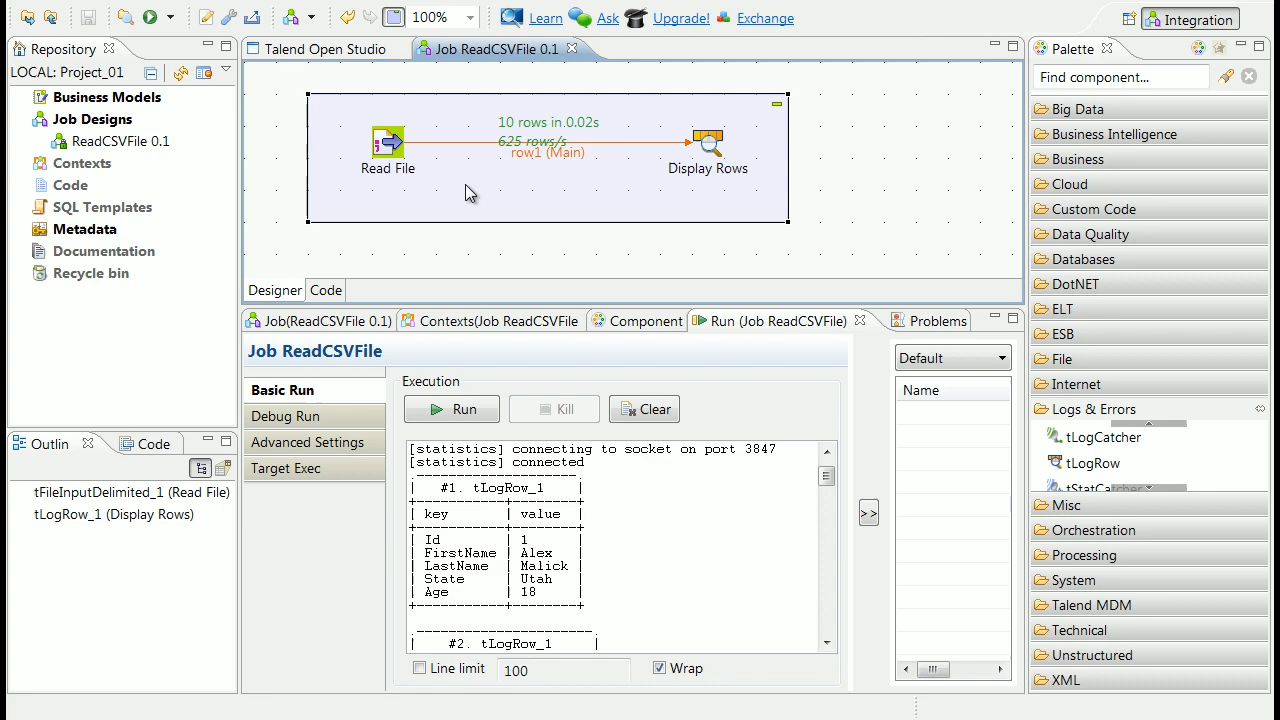 100%
Learn
Ask
Upgrade!
Exchange
Integration
Repository
LOCAL: Project_01
Business Models
Job Designs
ReadCSVFile 0.1
Contexts
Code
SQL Templates
Metadata
Documentation
Recycle bin
Talend Open Studio
Job ReadCSVFile 0.1
10 rows in 0.02s
625 rows/s
row1 (Main)
Read File
Display Rows
Designer
Code
Palette
Find component...
Big Data
Business Intelligence
Business
Cloud
Custom Code
Data Quality
Databases
DotNET
ELT
ESB
File
Internet
Logs & Errors
tLogCatcher
tLogRow
tStatCatcher
Misc
Orchestration
Processing
System
Talend MDM
Technical
Unstructured
XML
Outlin
Code
tFileInputDelimited_1 (Read File)
tLogRow_1 (Display Rows)
Job(ReadCSVFile 0.1)
Contexts(Job ReadCSVFile
Component
Run (Job ReadCSVFile)
Problems
Job ReadCSVFile
Basic Run
Debug Run
Advanced Settings
Target Exec
Execution
Run
Kill
Clear
[statistics] connecting to socket on port 3847
[statistics] connected
.----------------------.
| #1. tLogRow_1 |
+-----------+---------+
| key | value |
+-----------+---------+
| Id | 1 |
| FirstName | Alex |
| LastName | Malick |
| State | Utah |
| Age | 18 |
+-----------+---------+
.------------------------.
| #2. tLogRow_1 |
Line limit
100
Wrap
Default
Name
>>